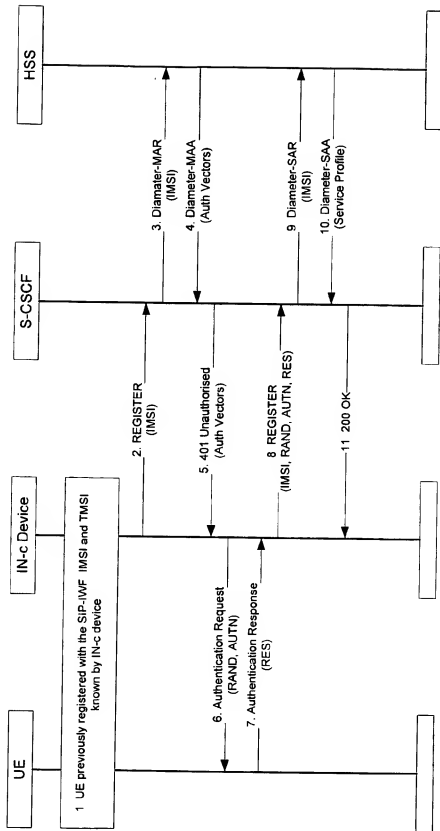 UE
IN-c Device
S-CSCF
HSS
1 UE previously registered with the SiP-IWF IMSI and TMSI
known by IN-c device
2. REGISTER
(IMSI)
3. Diamater-MAR
(IMSI)
4. Diameter-MAA
(Auth Vectors)
5. 401 Unauthorised
(Auth Vectors)
6. Authentication Request
(RAND, AUTN)
7. Authentication Response
(RES)
8 REGISTER
(IMSI, RAND, AUTN, RES)
9 Diameter-SAR
(IMSI)
10. Diameter-SAA
(Service Profile)
11 200 OK